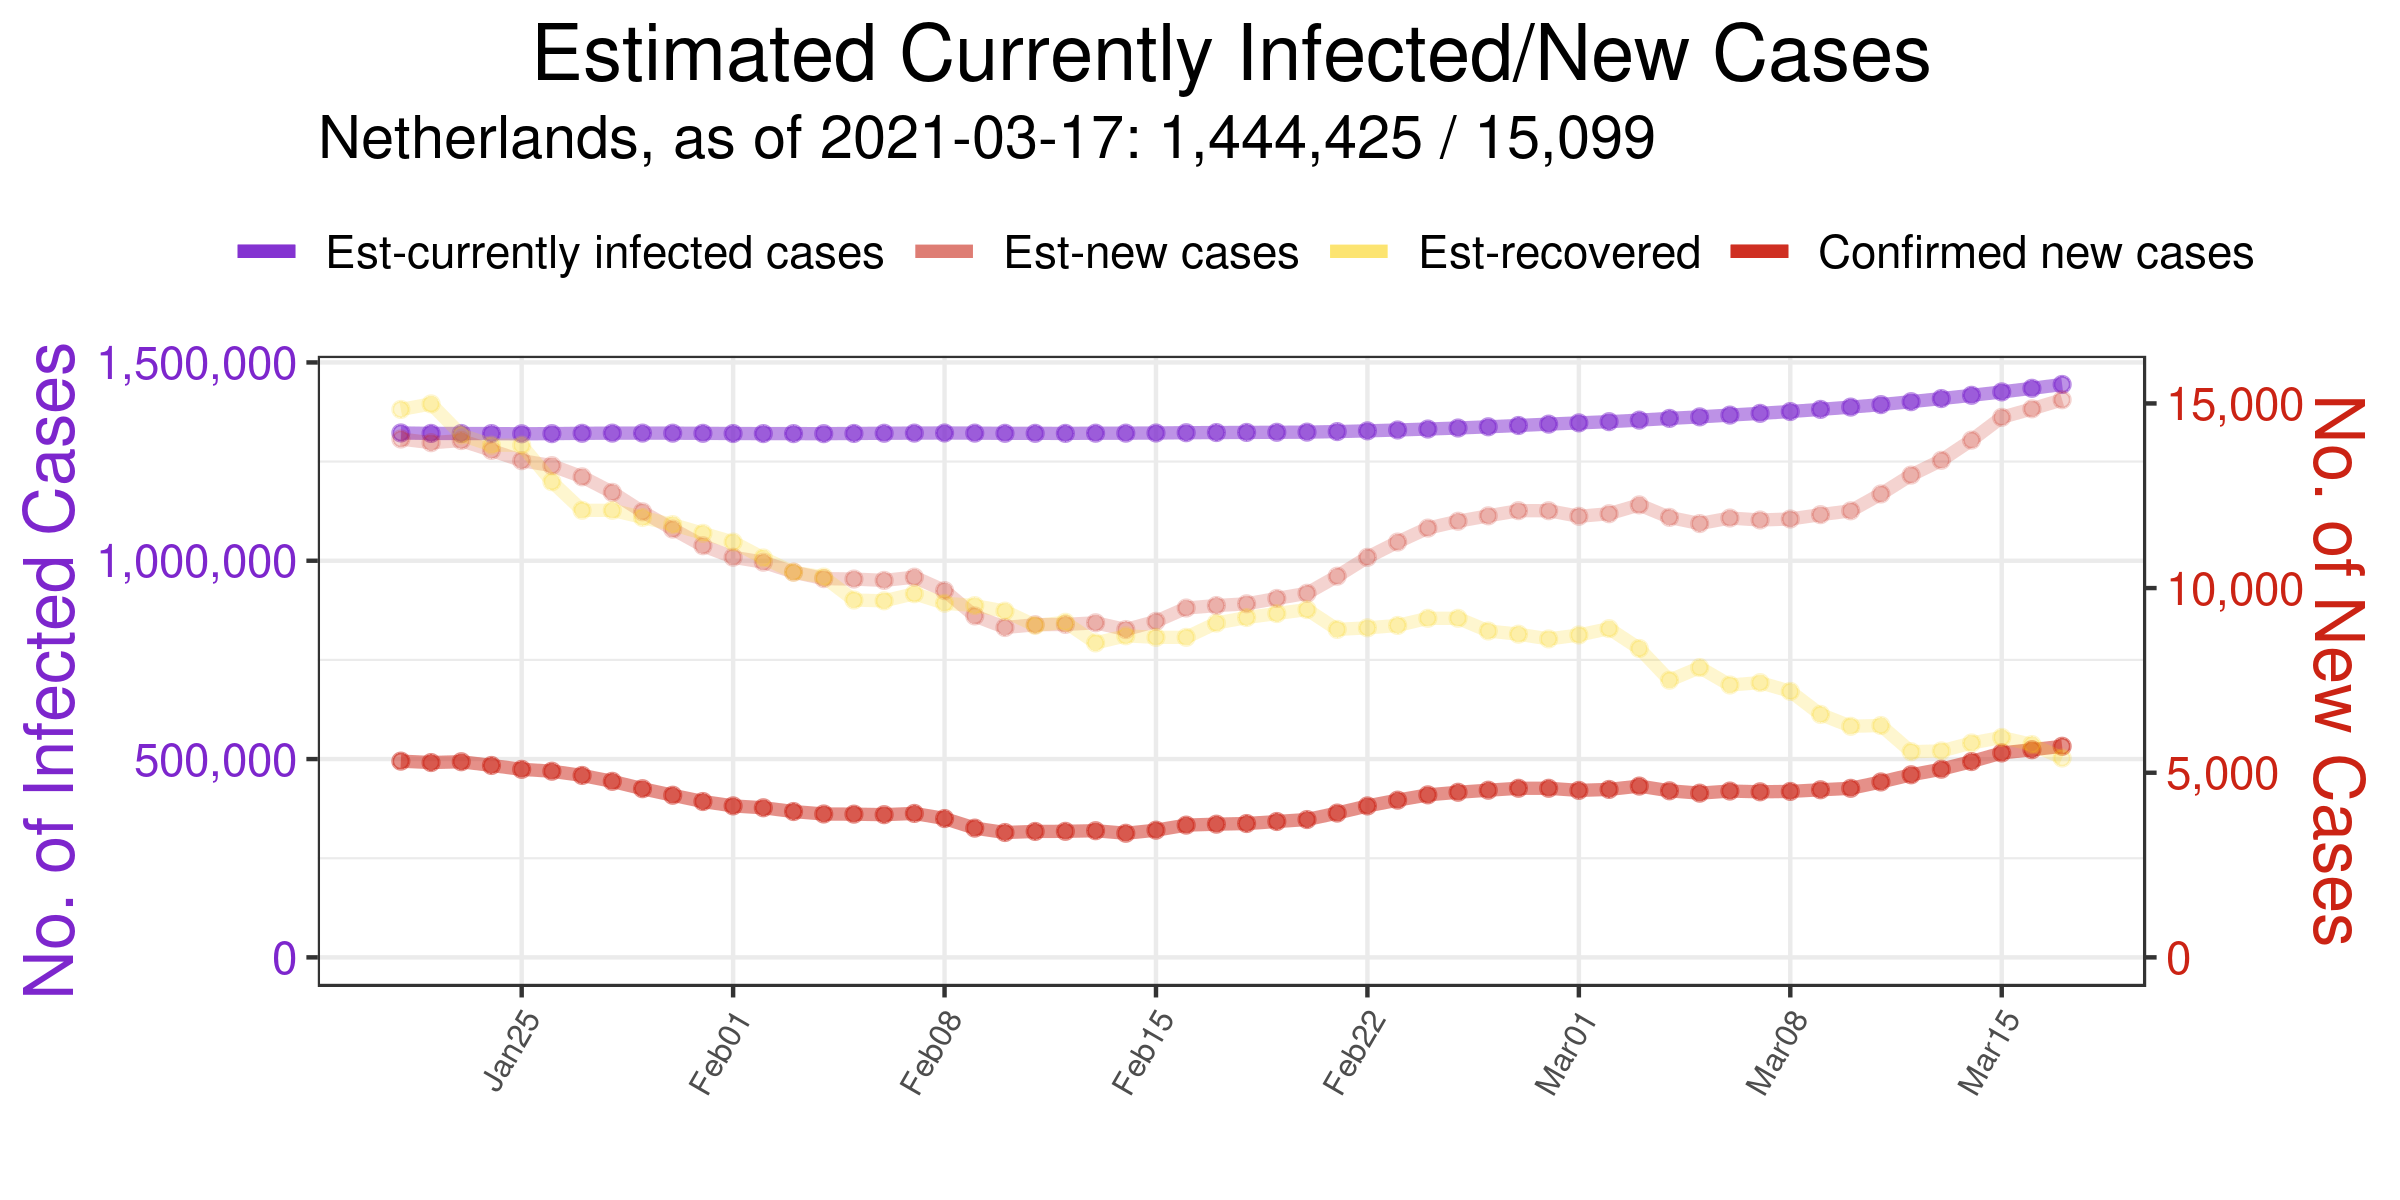 Estimated Currently Infected/New Cases
Netherlands, as of 2021-03-17: 1,444,425 / 15,099
Est-currently infected cases Est-new cases Est-recovered Confirmed new cases
No. of Infected Cases
1,500,000
1,000,000
500,000
0
15,000
10,000
5,000
0
No. of New Cases
Jan25 Feb01 Feb08 Feb15 Feb22 Mar01 Mar08 Mar15